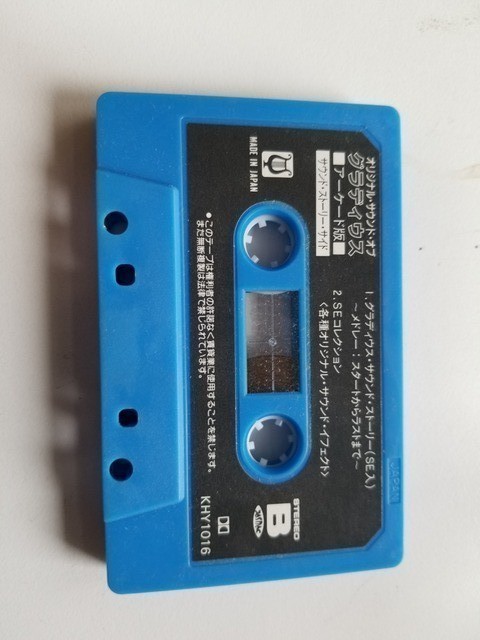 オリジナル・サウンド・オブ
グラディウス
■アーケード版■
サウンド・ストーリー・サイド
1.グラディウス・サウンド・ストーリー(SE入)
～メドレー：スタートからラストまで～
2.SEコレクション
〈各種オリジナル・サウンド・イフェクト〉
MADE IN JAPAN
STEREO
B
●このテープは権利者の許諾なく賃貸業に使用することを禁じます。
また無断複製は法律で禁じられています。
KHY1016
JAPAN